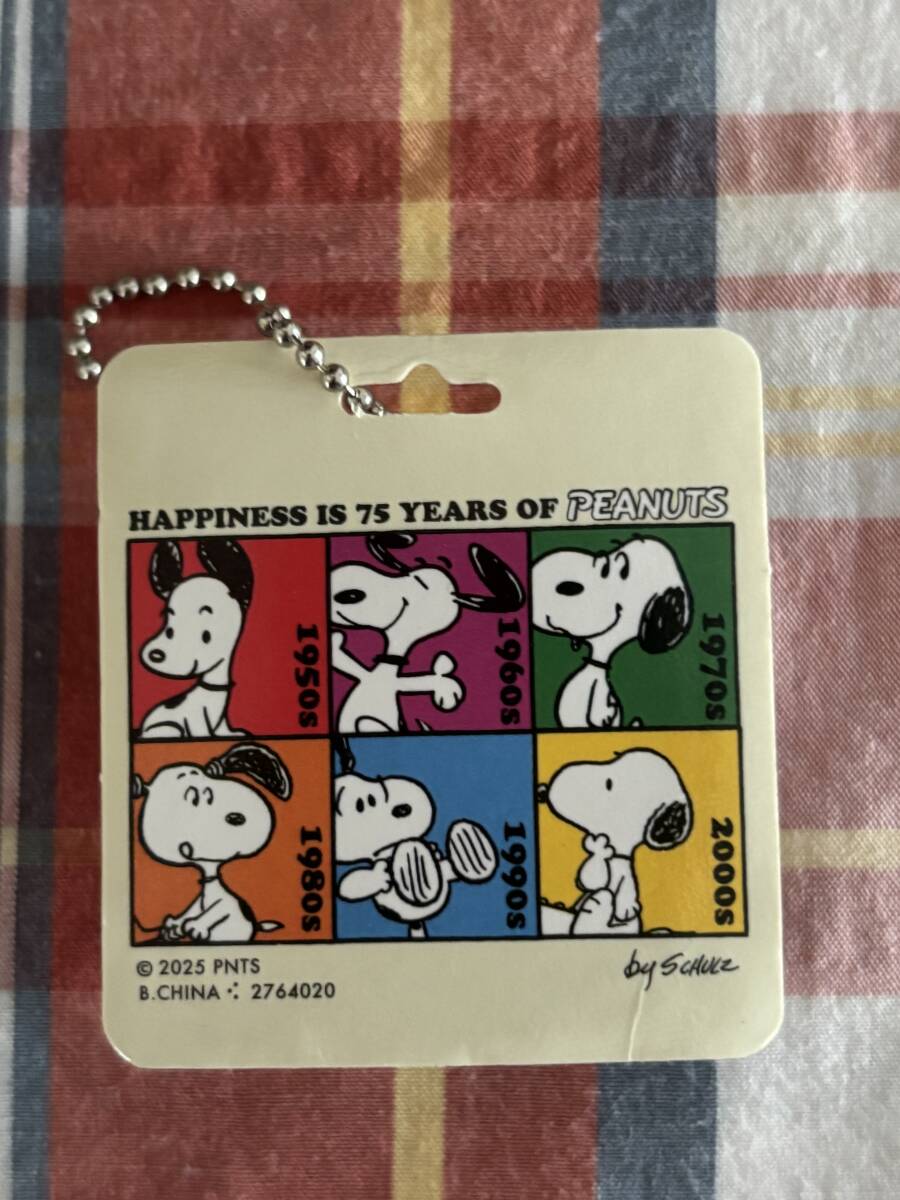 HAPPINESS IS 75 YEARS OF PEANUTS
1950s
1960s
1970s
1980s
1990s
2000s
© 2025 PNTS
B.CHINA ⁖ 2764020
by SCHULZ